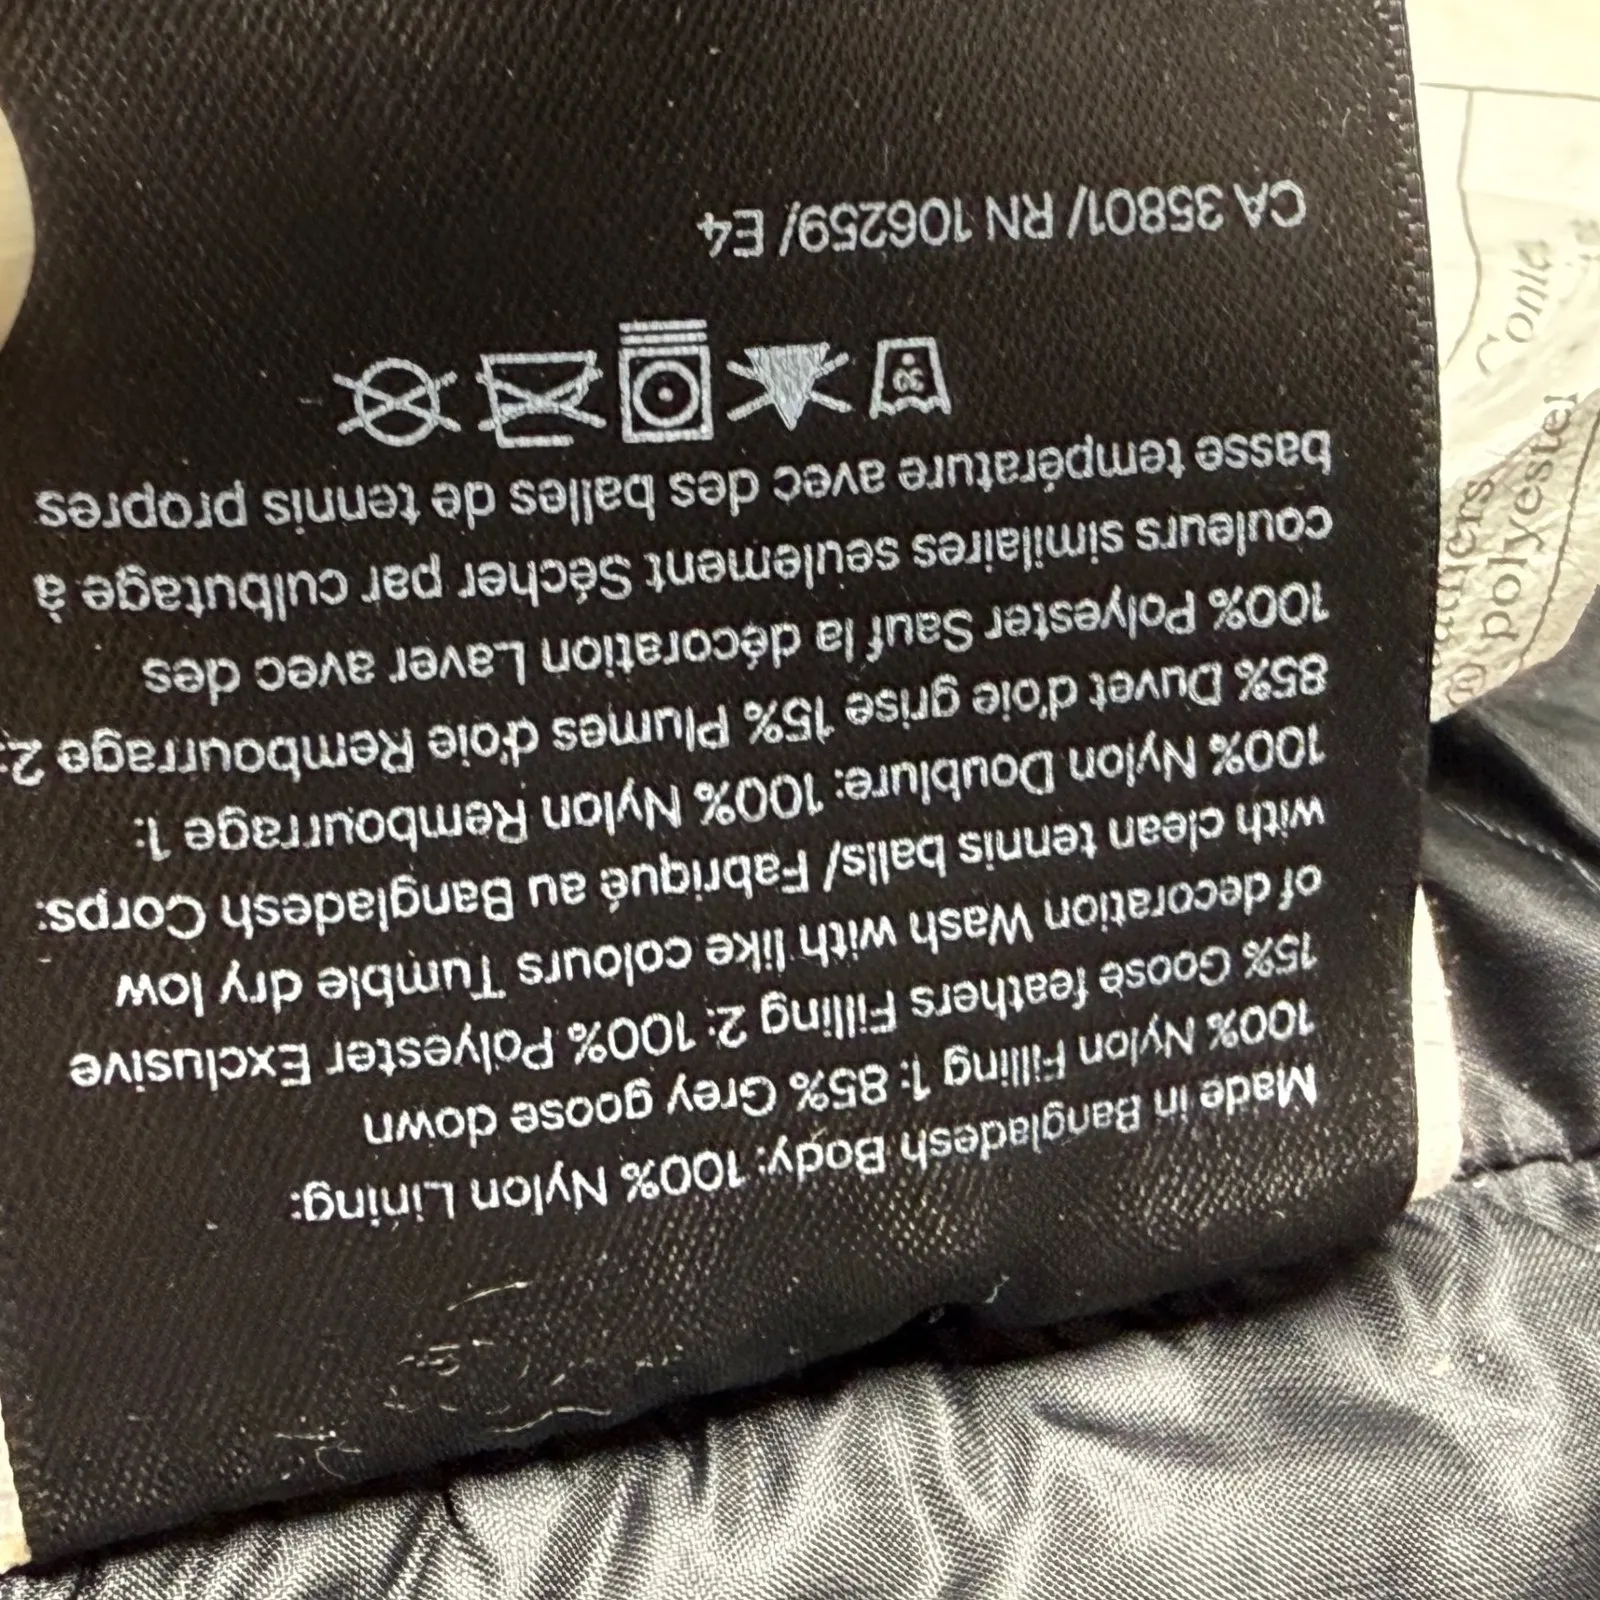 Made in Bangladesh Body: 100% Nylon Lining:
100% Nylon Filling 1: 85% Grey goose down
15% Goose feathers Filling 2: 100% Polyester Exclusive
of decoration Wash with like colours Tumble dry low
with clean tennis balls/ Fabriqué au Bangladesh Corps:
100% Nylon Doublure: 100% Nylon Rembourrage 1:
85% Duvet d'oie grise 15% Plumes d'oie Rembourrage 2:
100% Polyester Sauf la décoration Laver avec des
couleurs similaires seulement Sécher par culbutage à
basse température avec des balles de tennis propres
30
CA 35801/ RN 106259/ E4
polyester